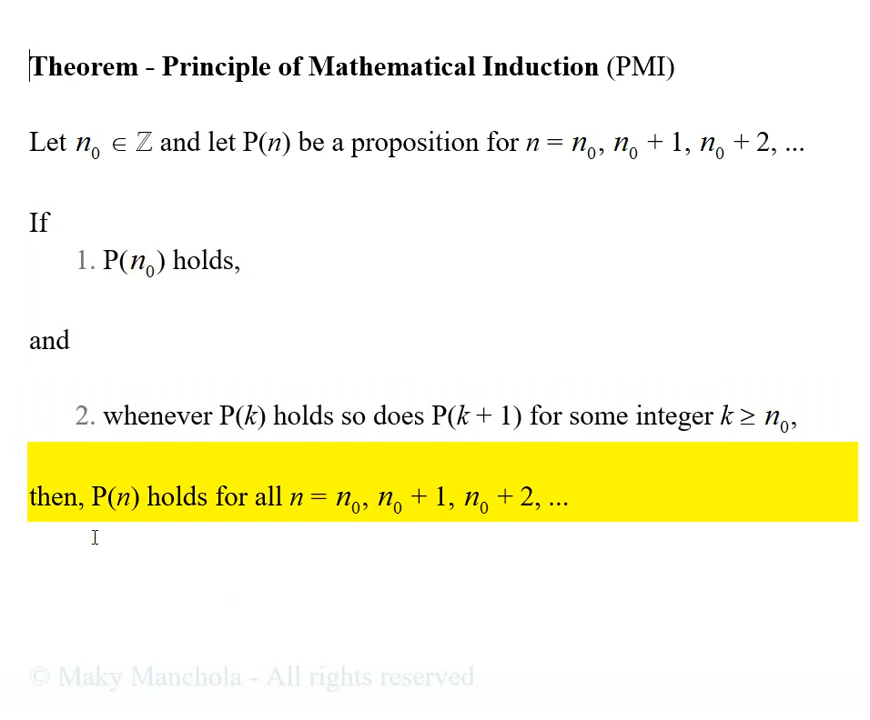 Theorem - Principle of Mathematical Induction (PMI)
Let n₀ ∈ ℤ and let P(n) be a proposition for n = n₀, n₀ + 1, n₀ + 2, ...
If
1. P(n₀) holds,
and
2. whenever P(k) holds so does P(k + 1) for some integer k ≥ n₀,
then, P(n) holds for all n = n₀, n₀ + 1, n₀ + 2, ...
© Maky Manchola - All rights reserved